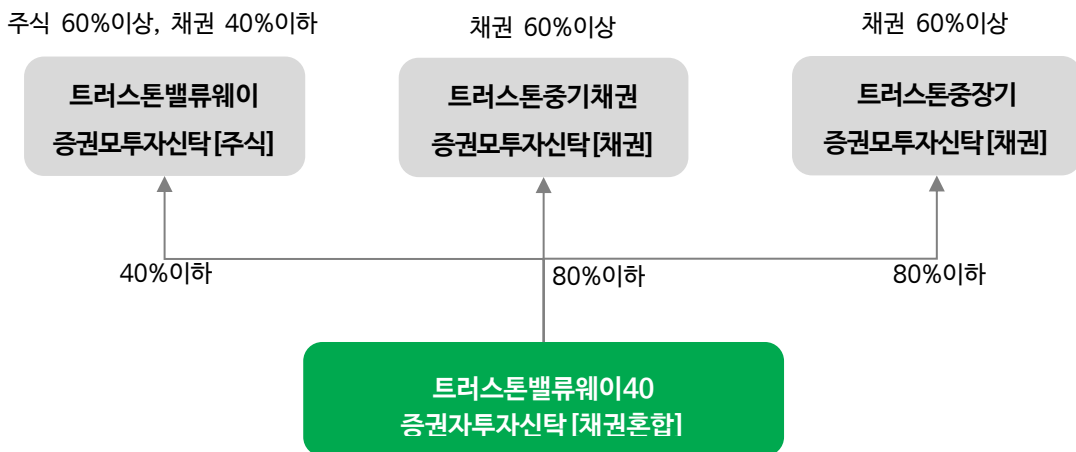 주식 60%이상, 채권 40%이하
채권 60%이상
채권 60%이상
트러스톤밸류웨이
증권모투자신탁[주식]
트러스톤중기채권
증권모투자신탁[채권]
트러스톤중장기
증권모투자신탁[채권]
40%이하
80%이하
80%이하
트러스톤밸류웨이40
증권자투자신탁[채권혼합]